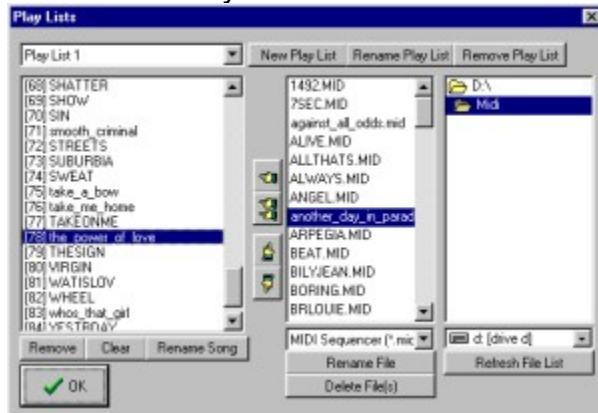 Play Lists
Play List 1
New Play List
Rename Play List
Remove Play List
[68] SHATTER
[69] SHOW
[70] SIN
[71] smooth_criminal
[72] STREETS
[73] SUBURBIA
[74] SWEAT
[75] take_a_bow
[76] take_me_home
[77] TAKEONME
[78] the_power_of_love
[79] THESIGN
[80] VIRGIN
[81] WATISLOV
[82] WHEEL
[83] whos_that_girl
[84] YESTRDAY
1492.MID
7SEC.MID
against_all_odds.mid
ALIVE.MID
ALLTHATS.MID
ALWAYS.MID
ANGEL.MID
another_day_in_parad
ARPEGIA.MID
BEAT.MID
BILYJEAN.MID
BORING.MID
BRLOUIE.MID
D:\
Midi
Remove
Clear
Rename Song
MIDI Sequencer (*.mid
d: [drive d]
Rename File
Refresh File List
Delete File(s)
OK